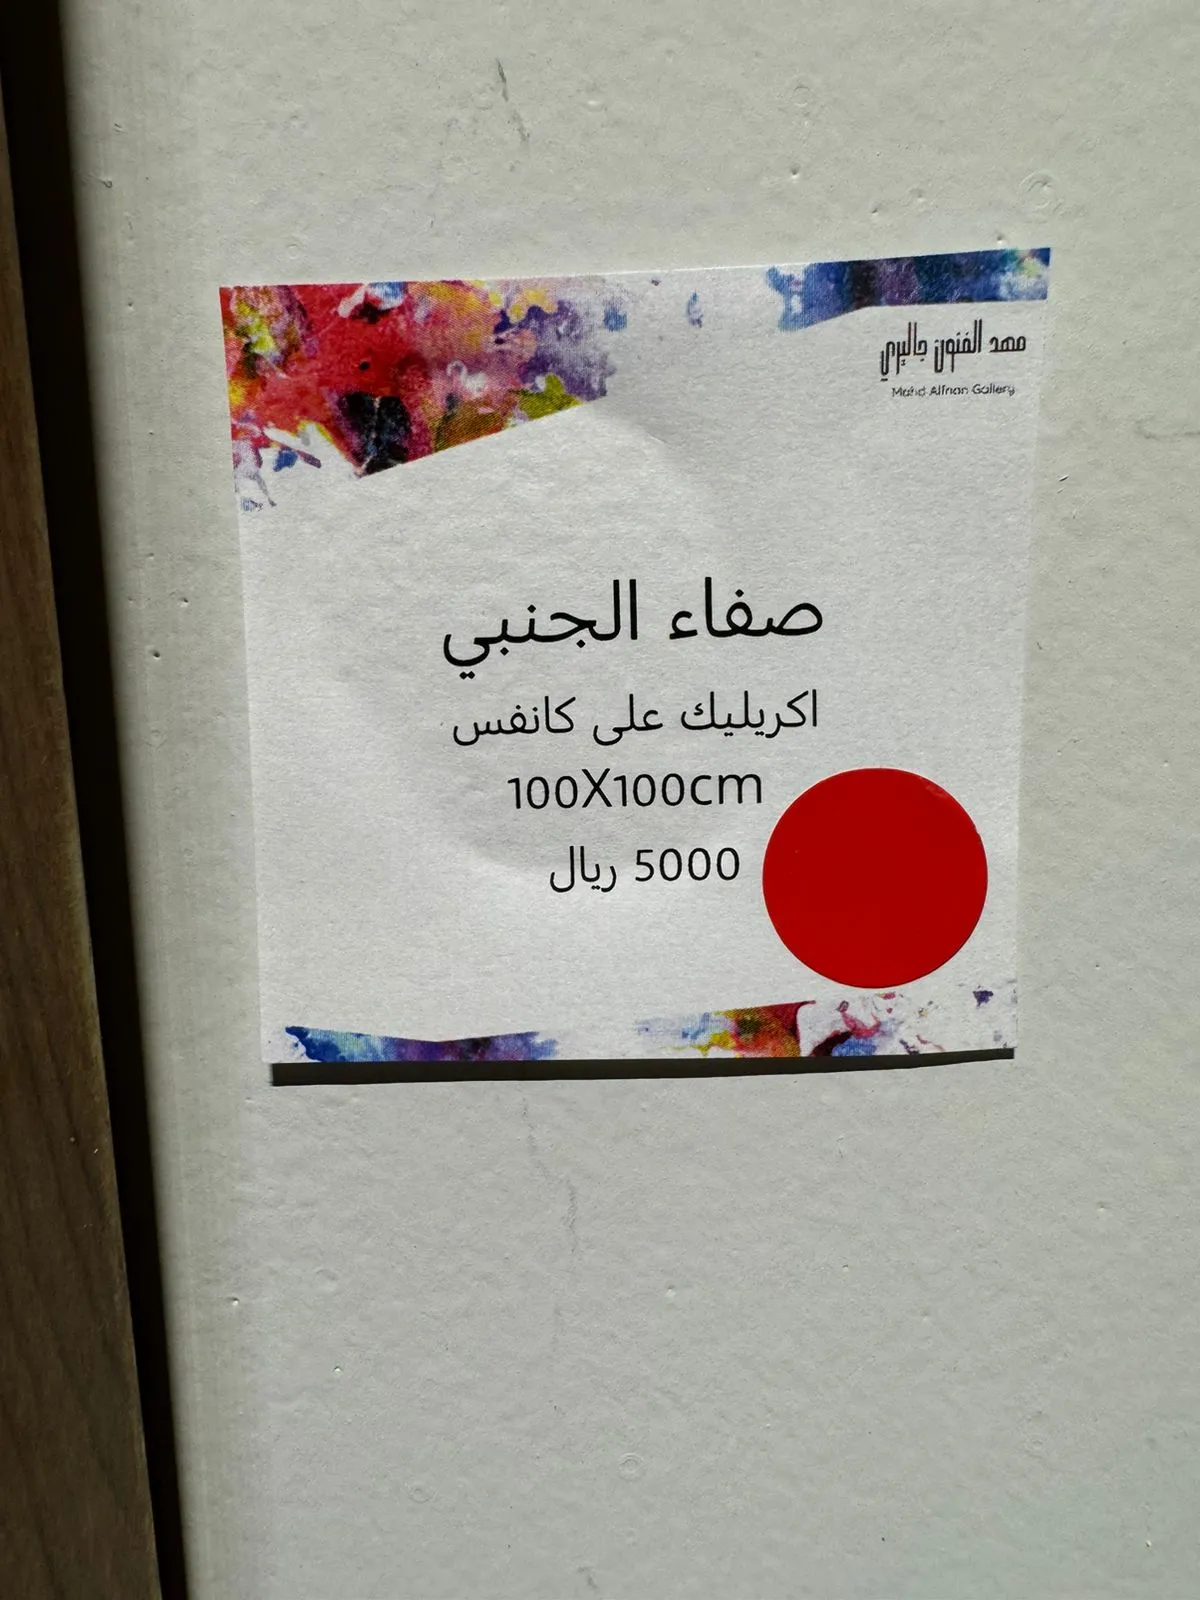 مهد الفنون جاليري
Mahd Alfnon Gallery
صفاء الجنبي
اكريليك على كانفس
100X100cm
5000 ريال